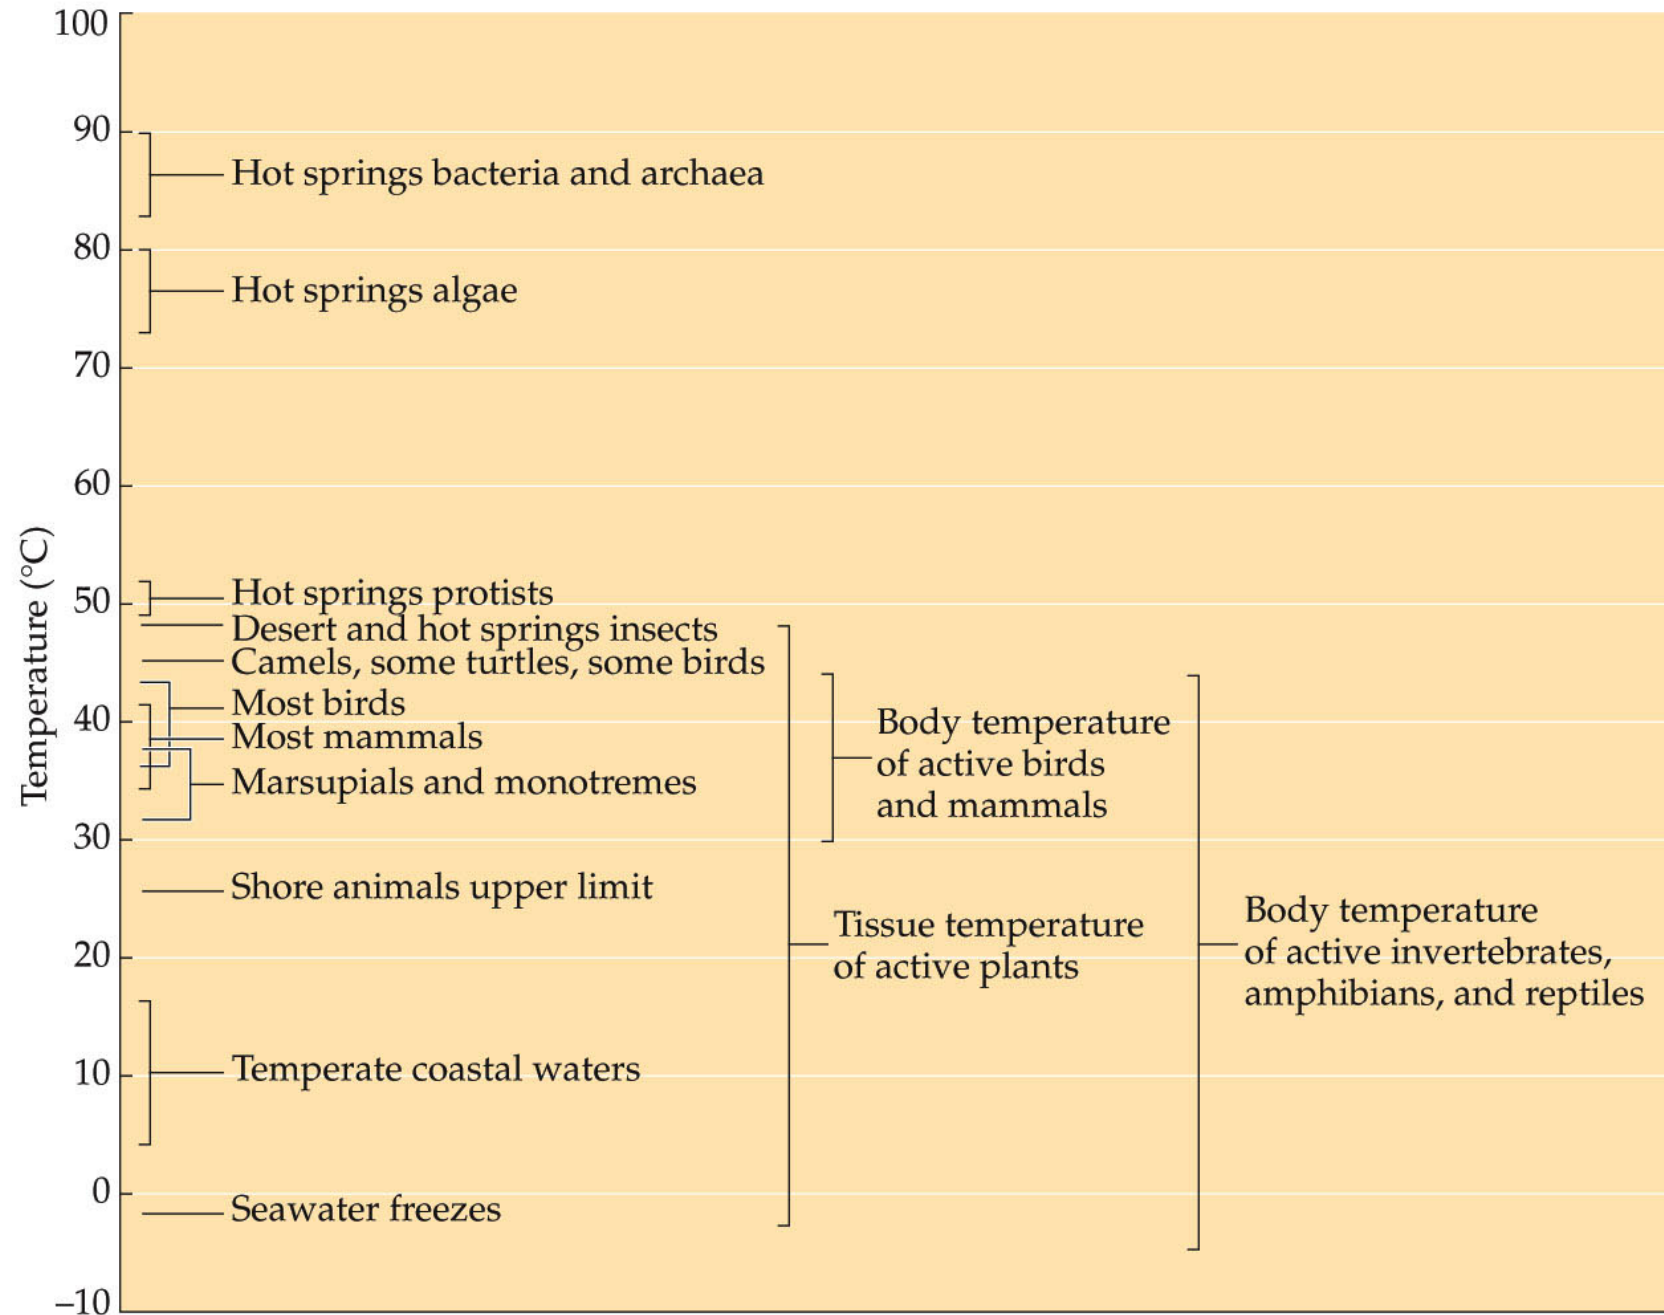 Temperature (°C)
100
90
80
70
60
50
40
30
20
10
0
–10
Hot springs bacteria and archaea
Hot springs algae
Hot springs protists
Desert and hot springs insects
Camels, some turtles, some birds
Most birds
Most mammals
Marsupials and monotremes
Shore animals upper limit
Temperate coastal waters
Seawater freezes
Body temperature
of active birds
and mammals
Tissue temperature
of active plants
Body temperature
of active invertebrates,
amphibians, and reptiles